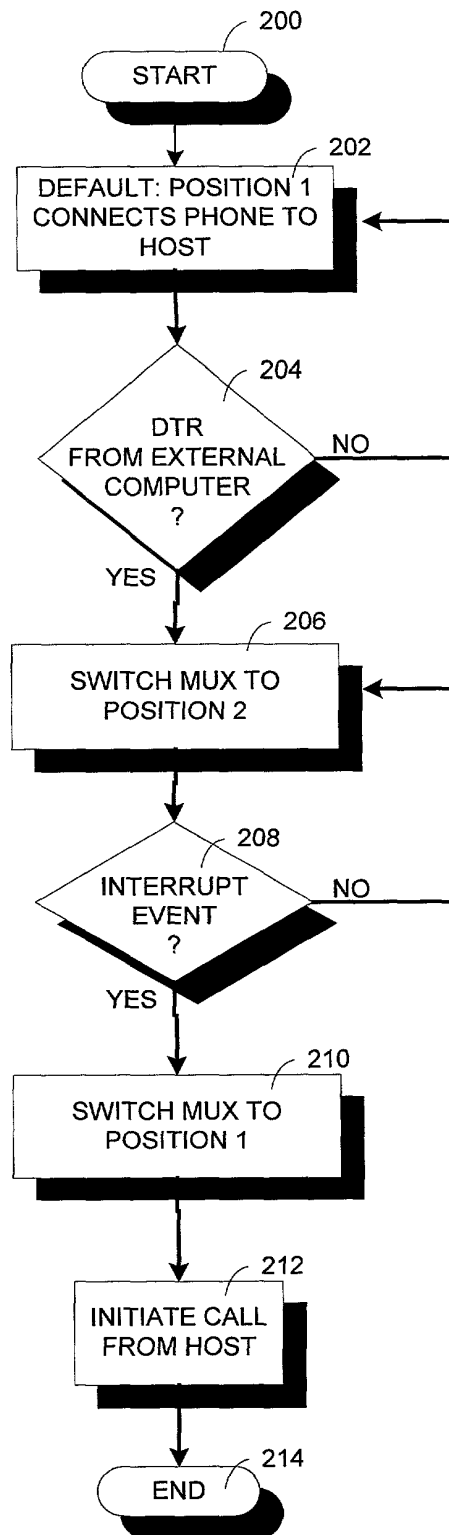 200
START
202
DEFAULT: POSITION 1
CONNECTS PHONE TO
HOST
204
DTR
FROM EXTERNAL
COMPUTER
?
NO
YES
206
SWITCH MUX TO
POSITION 2
208
INTERRUPT
EVENT
?
NO
YES
210
SWITCH MUX TO
POSITION 1
212
INITIATE CALL
FROM HOST
214
END